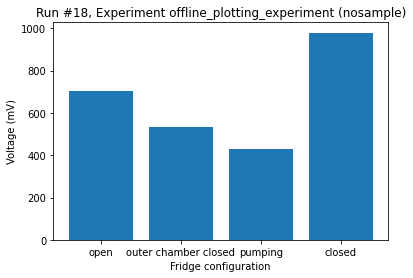 Run #18, Experiment offline_plotting_experiment (nosample)
1000
800
600
400
200
0
Voltage (mV)
open outer chamber closed pumping closed
Fridge configuration